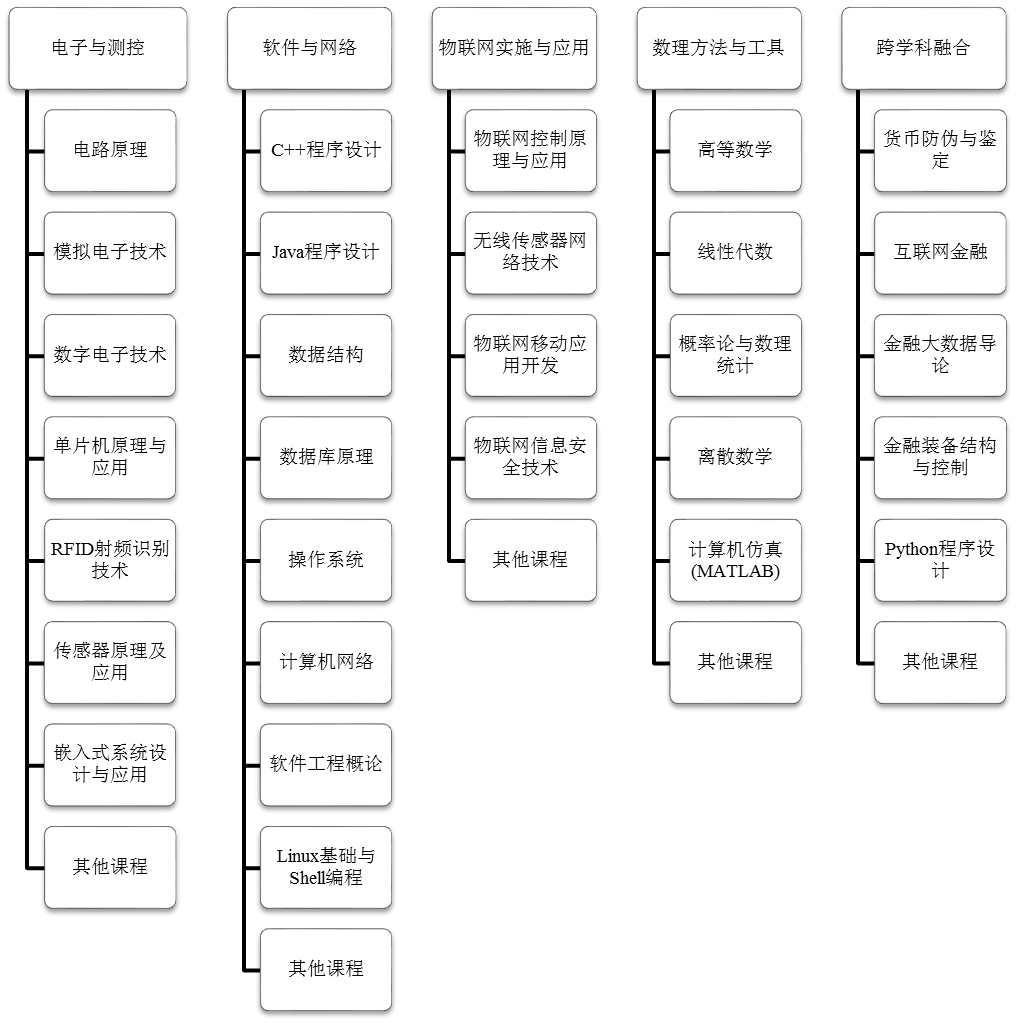 电子与测控
电路原理
模拟电子技术
数字电子技术
单片机原理与
应用
RFID射频识别
技术
传感器原理及
应用
嵌入式系统设
计与应用
其他课程
软件与网络
C++程序设计
Java程序设计
数据结构
数据库原理
操作系统
计算机网络
软件工程概论
Linux基础与
Shell编程
其他课程
物联网实施与应用
物联网控制原
理与应用
无线传感器网
络技术
物联网移动应
用开发
物联网信息安
全技术
其他课程
数理方法与工具
高等数学
线性代数
概率论与数理
统计
离散数学
计算机仿真
(MATLAB)
其他课程
跨学科融合
货币防伪与鉴
定
互联网金融
金融大数据导
论
金融装备结构
与控制
Python程序设
计
其他课程